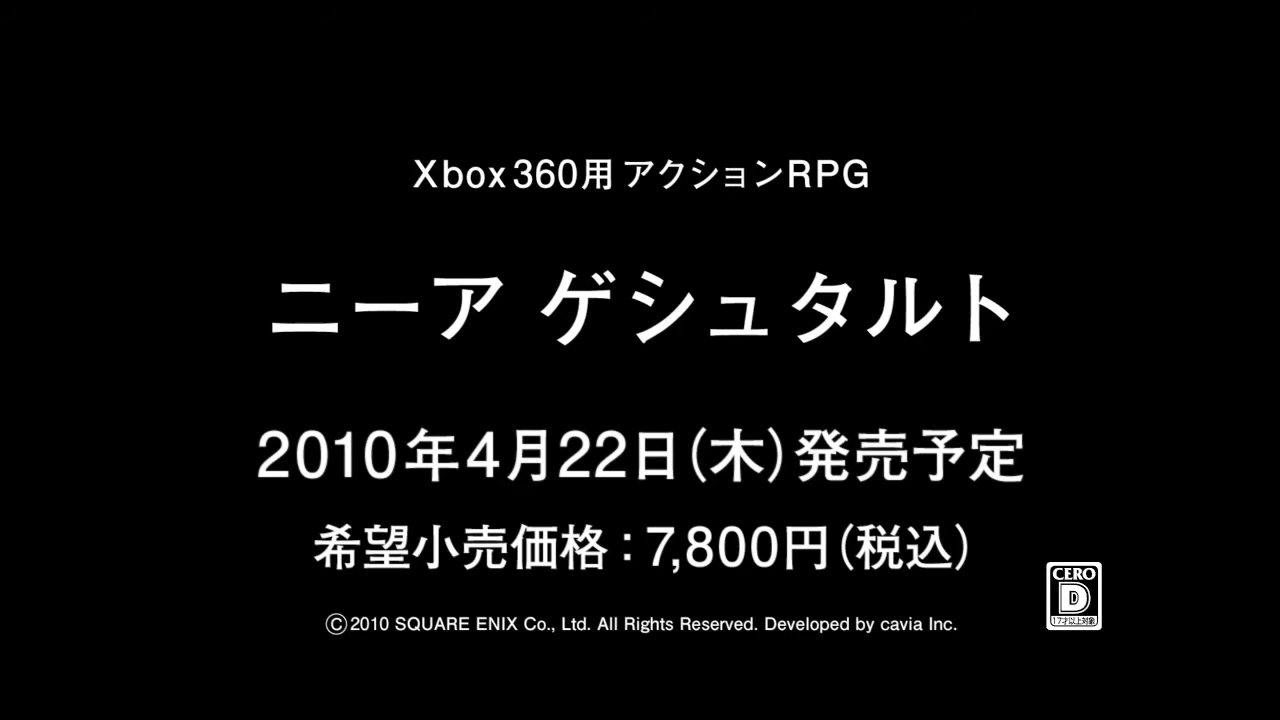 Xbox 360用 アクションRPG
ニーア ゲシュタルト
2010年4月22日(木)発売予定
希望小売価格:7,800円(税込)
Ⓒ2010 SQUARE ENIX Co., Ltd. All Rights Reserved. Developed by cavia Inc.
CERO
D
17才以上対象